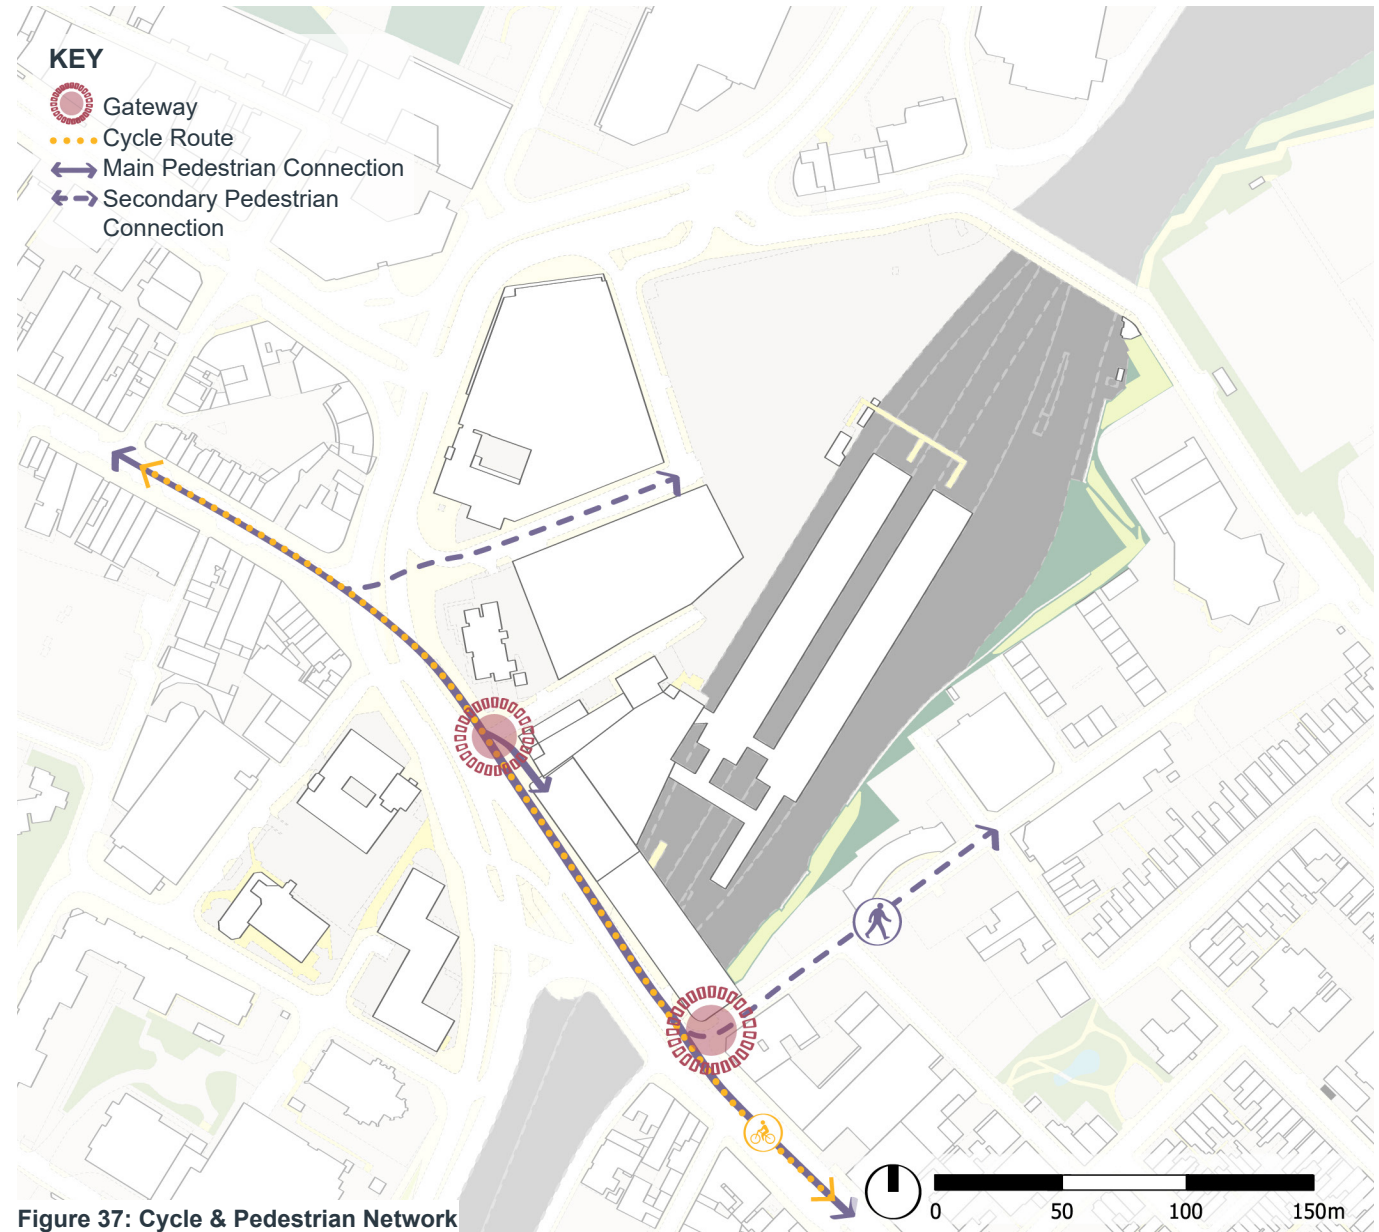 KEY
Gateway
Cycle Route
Main Pedestrian Connection
Secondary Pedestrian
Connection
0 50 100 150m
Figure 37: Cycle & Pedestrian Network